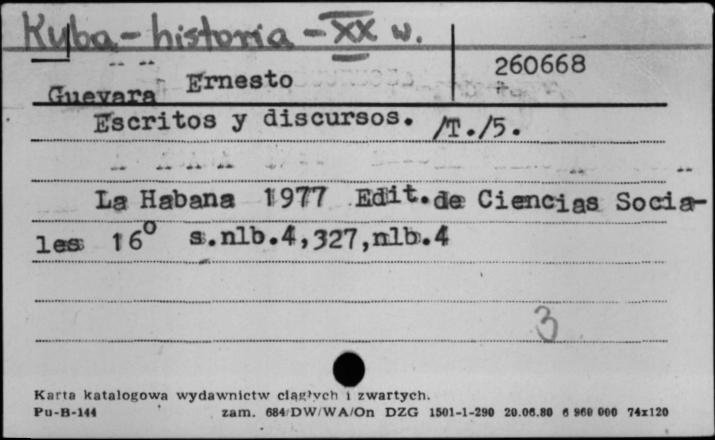 Kuba - historia - XX w.
260668
Guevara Ernesto
Escritos y discursos. /T./5.
La Habana 1977 Edit. de Ciencias Socia-
les 16° s.nlb.4,327,nlb.4
3
Karta katalogowa wydawnictw ciągłych i zwartych.
Pu-B-144 zam. 684/DW/WA/On DZG 1501-1-290 20.06.80 6 960 000 74x120